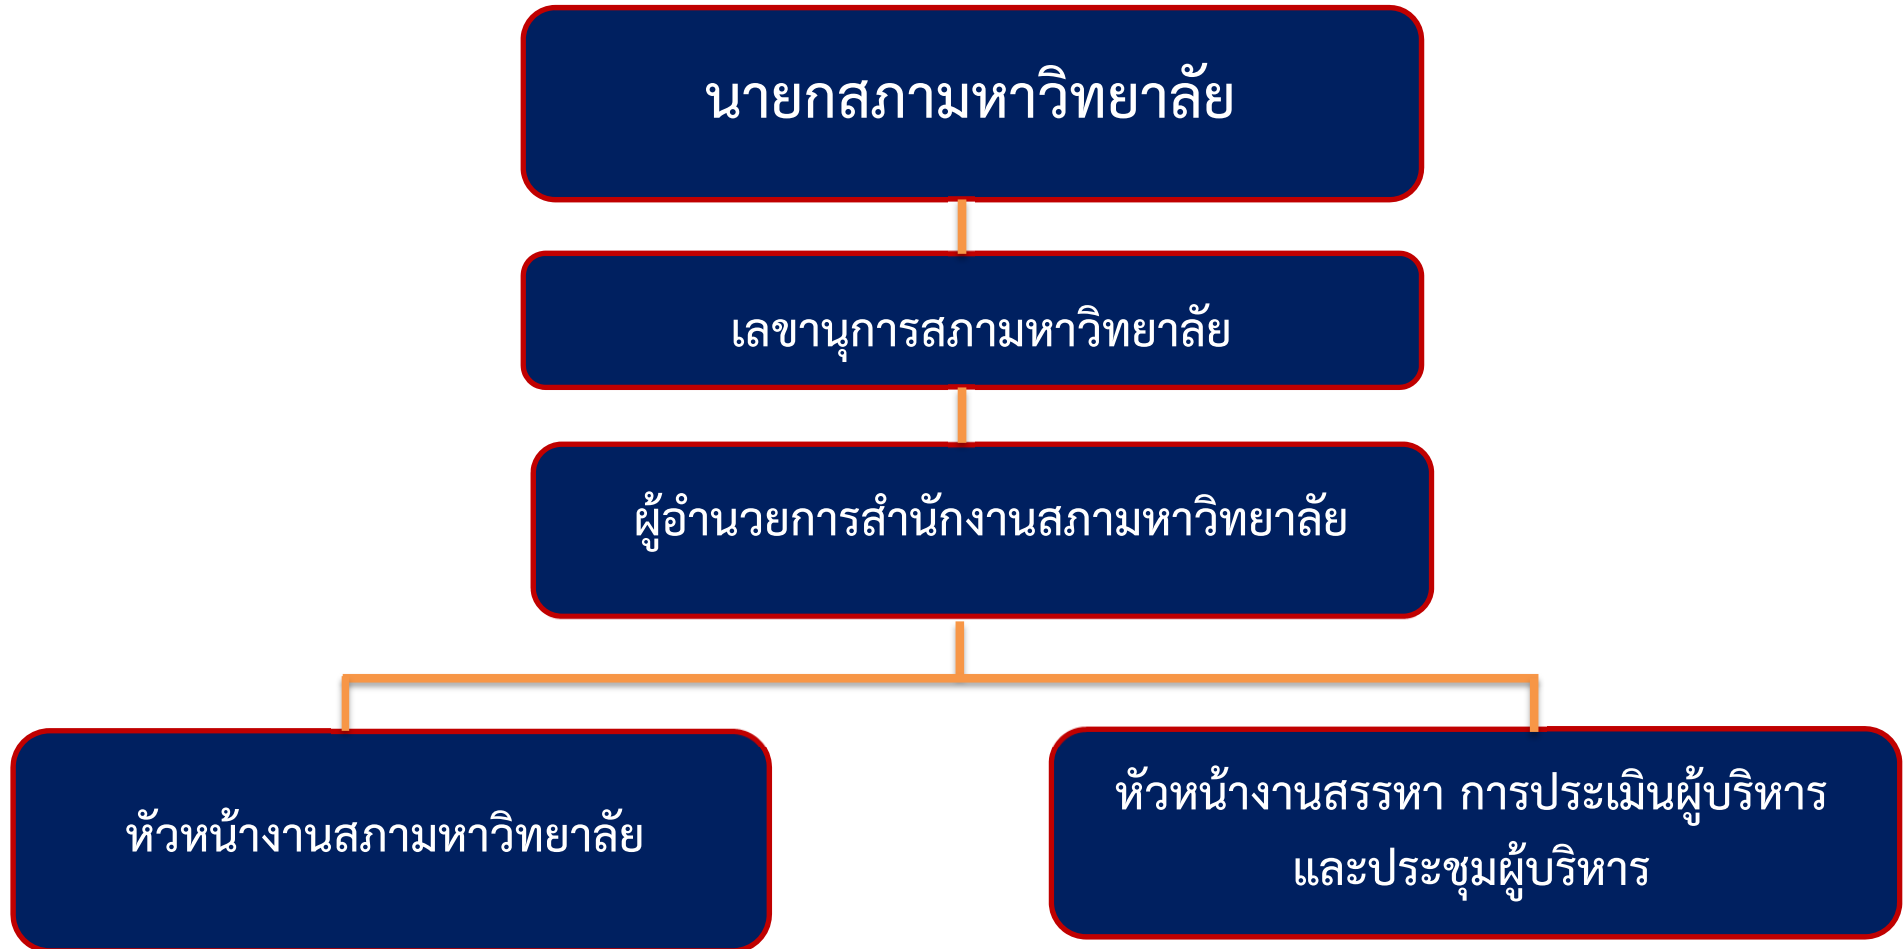 นายกสภามหาวิทยาลัย
เลขานุการสภามหาวิทยาลัย
ผู้อำนวยการสำนักงานสภามหาวิทยาลัย
หัวหน้างานสภามหาวิทยาลัย
หัวหน้างานสรรหา การประเมินผู้บริหาร
และประชุมผู้บริหาร